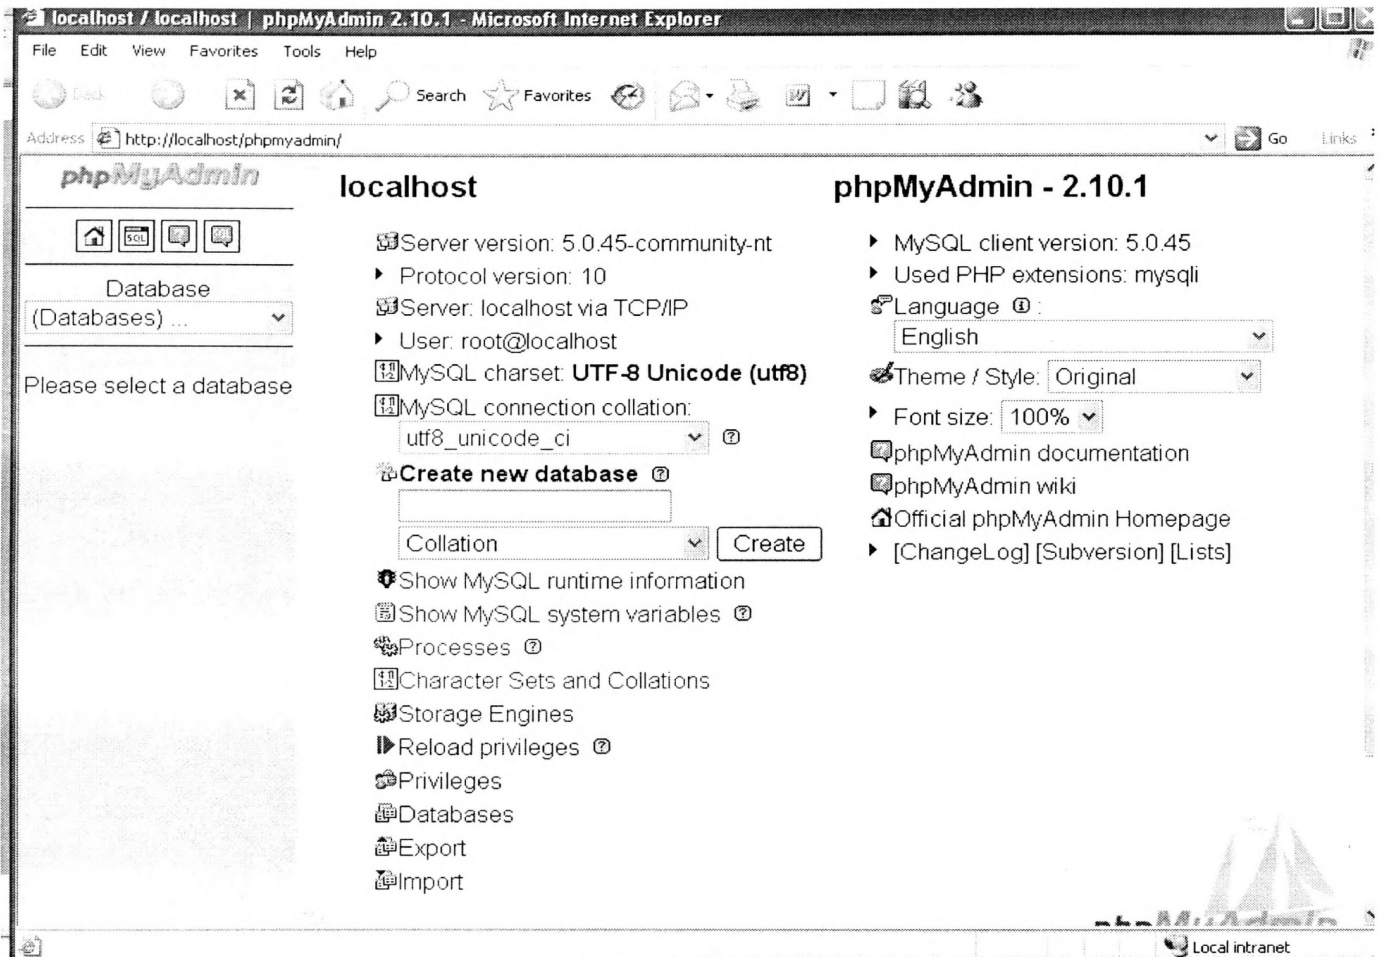 localhost / localhost | phpMyAdmin 2.10.1 - Microsoft Internet Explorer
File Edit View Favorites Tools Help
Back Search Favorites
Address http://localhost/phpmyadmin/ Go Links
phpMyAdmin
SQL
Database
(Databases) ...
Please select a database
localhost
Server version: 5.0.45-community-nt
Protocol version: 10
Server: localhost via TCP/IP
User: root@localhost
MySQL charset: UTF-8 Unicode (utf8)
MySQL connection collation:
utf8_unicode_ci
Create new database
Collation Create
Show MySQL runtime information
Show MySQL system variables
Processes
Character Sets and Collations
Storage Engines
Reload privileges
Privileges
Databases
Export
Import
phpMyAdmin - 2.10.1
MySQL client version: 5.0.45
Used PHP extensions: mysqli
Language :
English
Theme / Style: Original
Font size: 100%
phpMyAdmin documentation
phpMyAdmin wiki
Official phpMyAdmin Homepage
[ChangeLog] [Subversion] [Lists]
phpMyAdmin
Local intranet